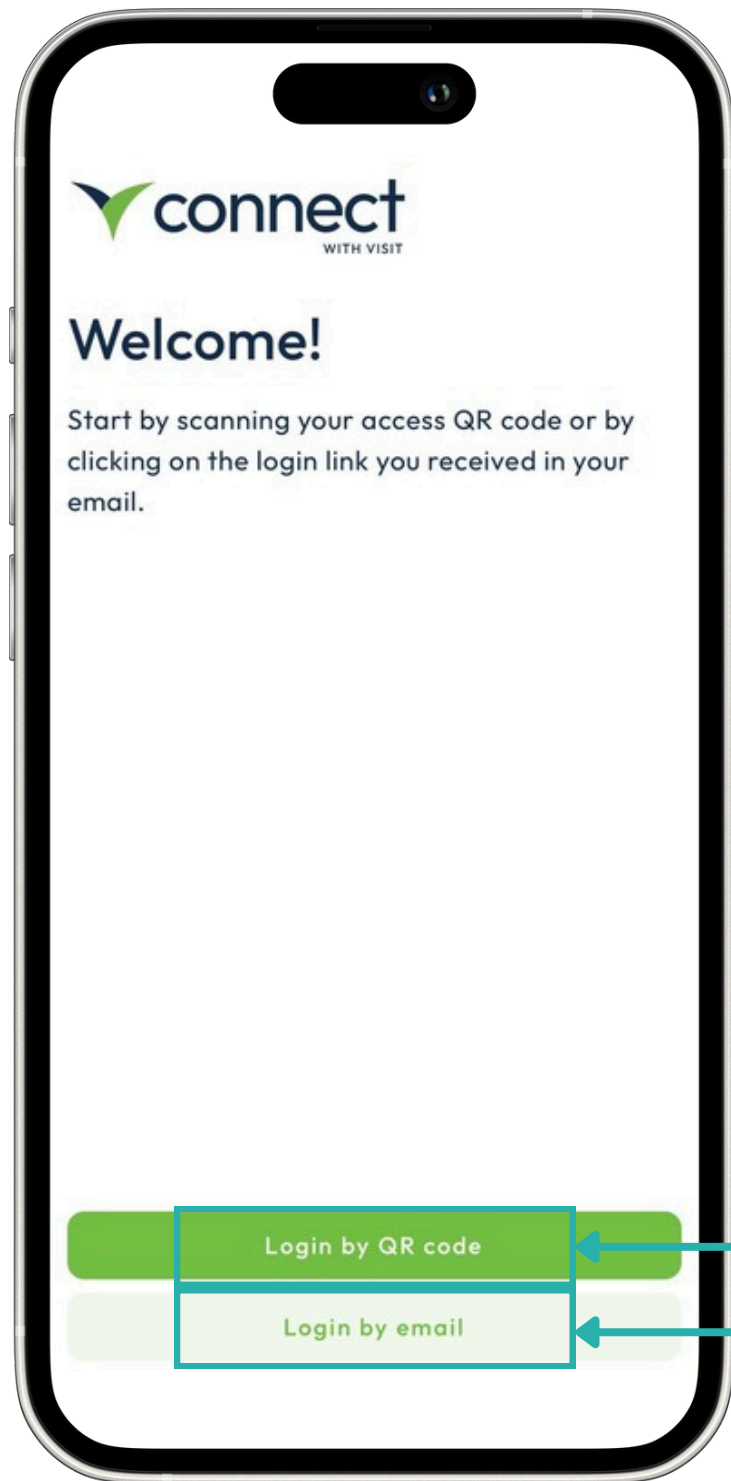 connect
WITH VISIT
Welcome!
Start by scanning your access QR code or by
clicking on the login link you received in your
email.
Login by QR code
Login by email